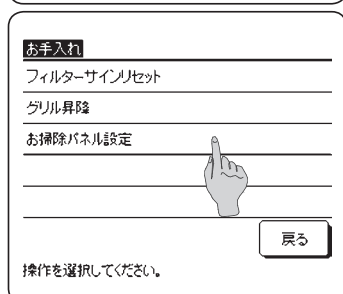 お手入れ
フィルターサインリセット
グリル昇降
お掃除パネル設定
戻る
操作を選択してください。